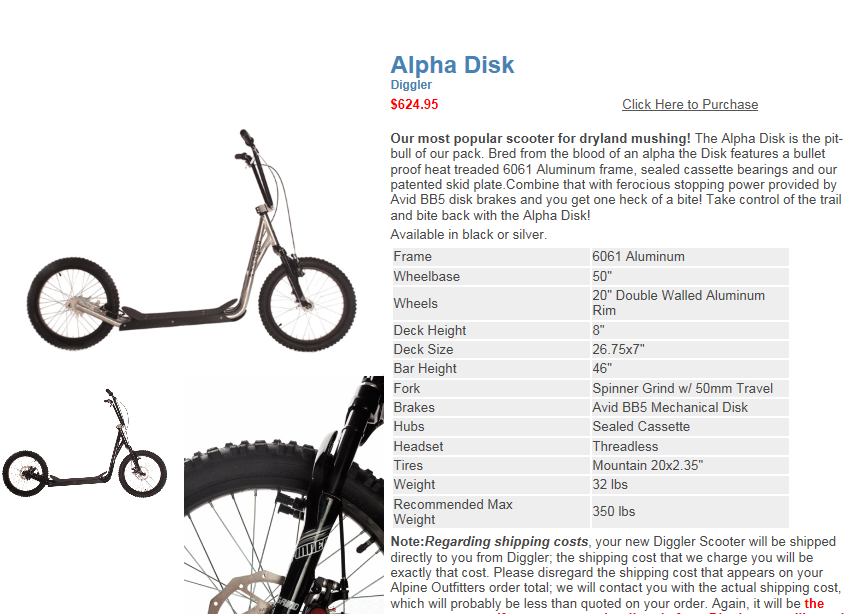 Alpha Disk
Diggler
$624.95 Click Here to Purchase
Our most popular scooter for dryland mushing! The Alpha Disk is the pit-
bull of our pack. Bred from the blood of an alpha the Disk features a bullet
proof heat treaded 6061 Aluminum frame, sealed cassette bearings and our
patented skid plate.Combine that with ferocious stopping power provided by
Avid BB5 disk brakes and you get one heck of a bite! Take control of the trail
and bite back with the Alpha Disk!
Available in black or silver.
Frame 6061 Aluminum
Wheelbase 50"
Wheels 20" Double Walled Aluminum
Rim
Deck Height 8"
Deck Size 26.75x7"
Bar Height 46"
Fork Spinner Grind w/ 50mm Travel
Brakes Avid BB5 Mechanical Disk
Hubs Sealed Cassette
Headset Threadless
Tires Mountain 20x2.35"
Weight 32 lbs
Recommended Max
Weight 350 lbs
Note:Regarding shipping costs, your new Diggler Scooter will be shipped
directly to you from Diggler; the shipping cost that we charge you will be
exactly that cost. Please disregard the shipping cost that appears on your
Alpine Outfitters order total; we will contact you with the actual shipping cost,
which will probably be less than quoted on your order. Again, it will be the